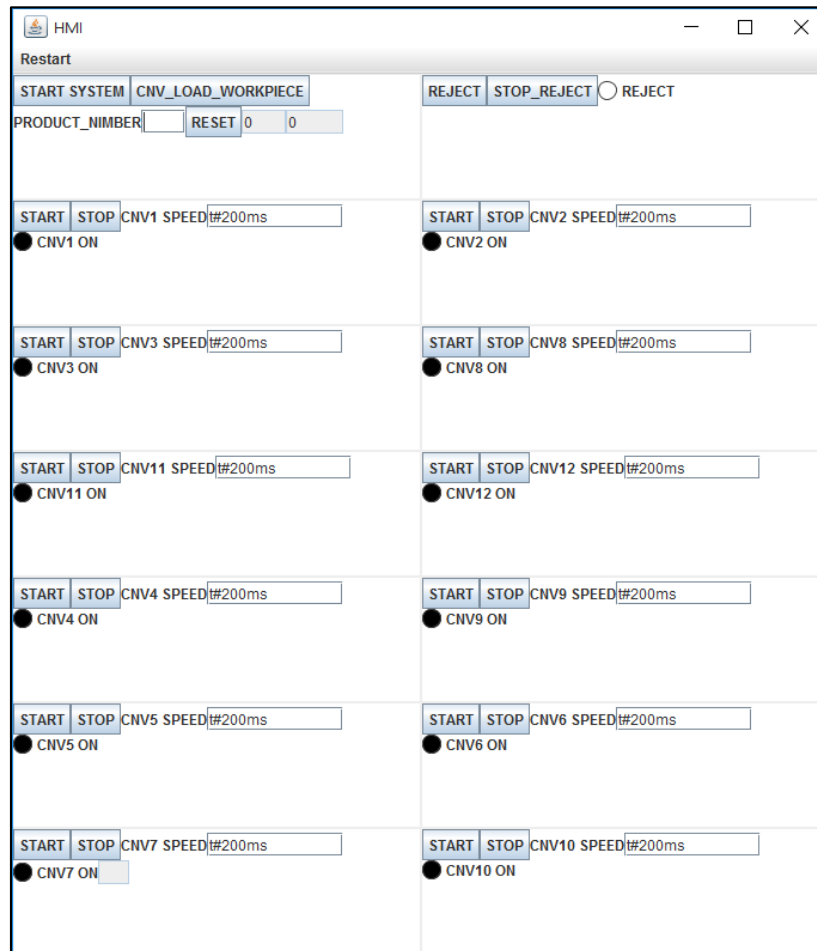 HMI
Restart
START SYSTEM CNV_LOAD_WORKPIECE
PRODUCT_NIMBER RESET 0 0
REJECT STOP_REJECT REJECT
START STOP CNV1 SPEED t#200ms
CNV1 ON
START STOP CNV2 SPEED t#200ms
CNV2 ON
START STOP CNV3 SPEED t#200ms
CNV3 ON
START STOP CNV8 SPEED t#200ms
CNV8 ON
START STOP CNV11 SPEED t#200ms
CNV11 ON
START STOP CNV12 SPEED t#200ms
CNV12 ON
START STOP CNV4 SPEED t#200ms
CNV4 ON
START STOP CNV9 SPEED t#200ms
CNV9 ON
START STOP CNV5 SPEED t#200ms
CNV5 ON
START STOP CNV6 SPEED t#200ms
CNV6 ON
START STOP CNV7 SPEED t#200ms
CNV7 ON
START STOP CNV10 SPEED t#200ms
CNV10 ON